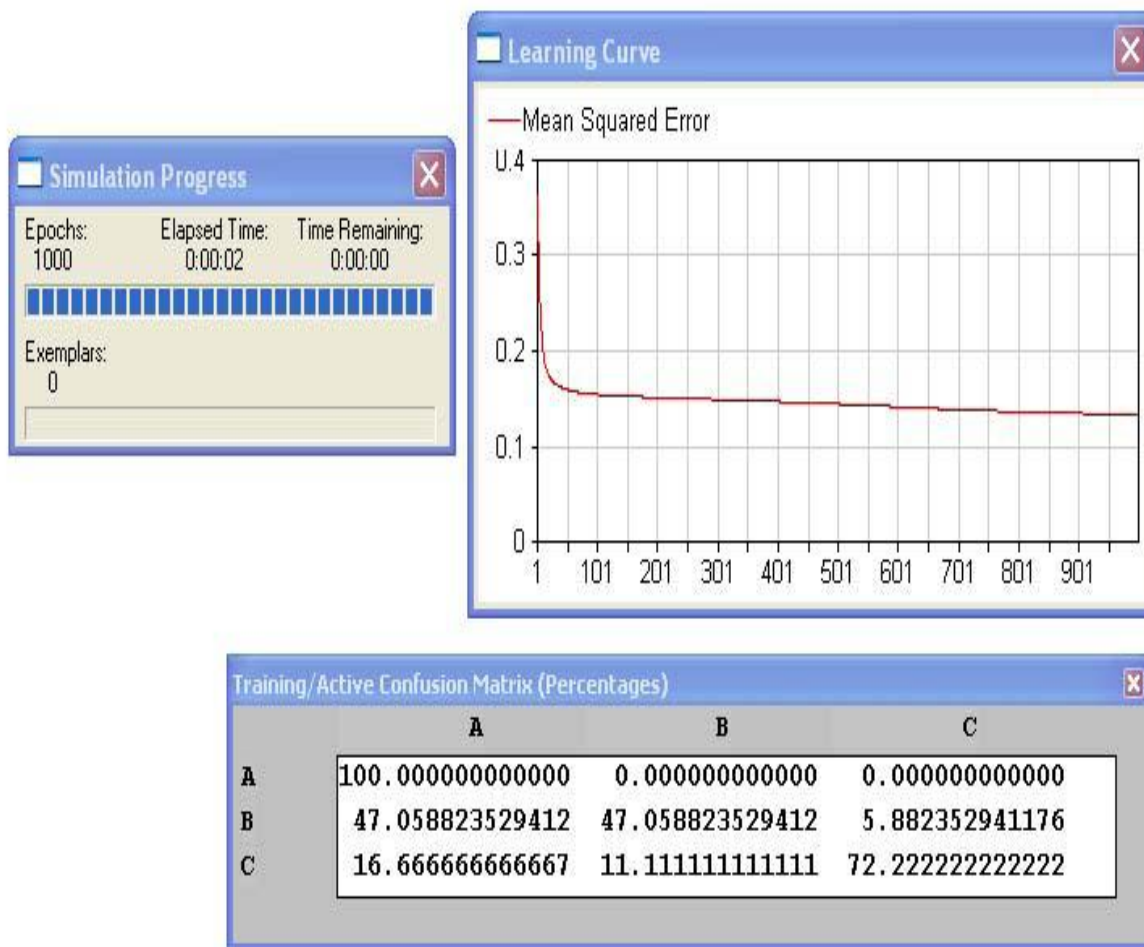 Learning Curve
Mean Squared Error
0.4
0.3
0.2
0.1
0
1 101 201 301 401 501 601 701 801 901
Simulation Progress
Epochs: Elapsed Time: Time Remaining:
1000 0:00:02 0:00:00
Exemplars:
0
Training/Active Confusion Matrix (Percentages)
A B C
A 100.000000000000 0.000000000000 0.000000000000
B 47.058823529412 47.058823529412 5.882352941176
C 16.666666666667 11.111111111111 72.222222222222